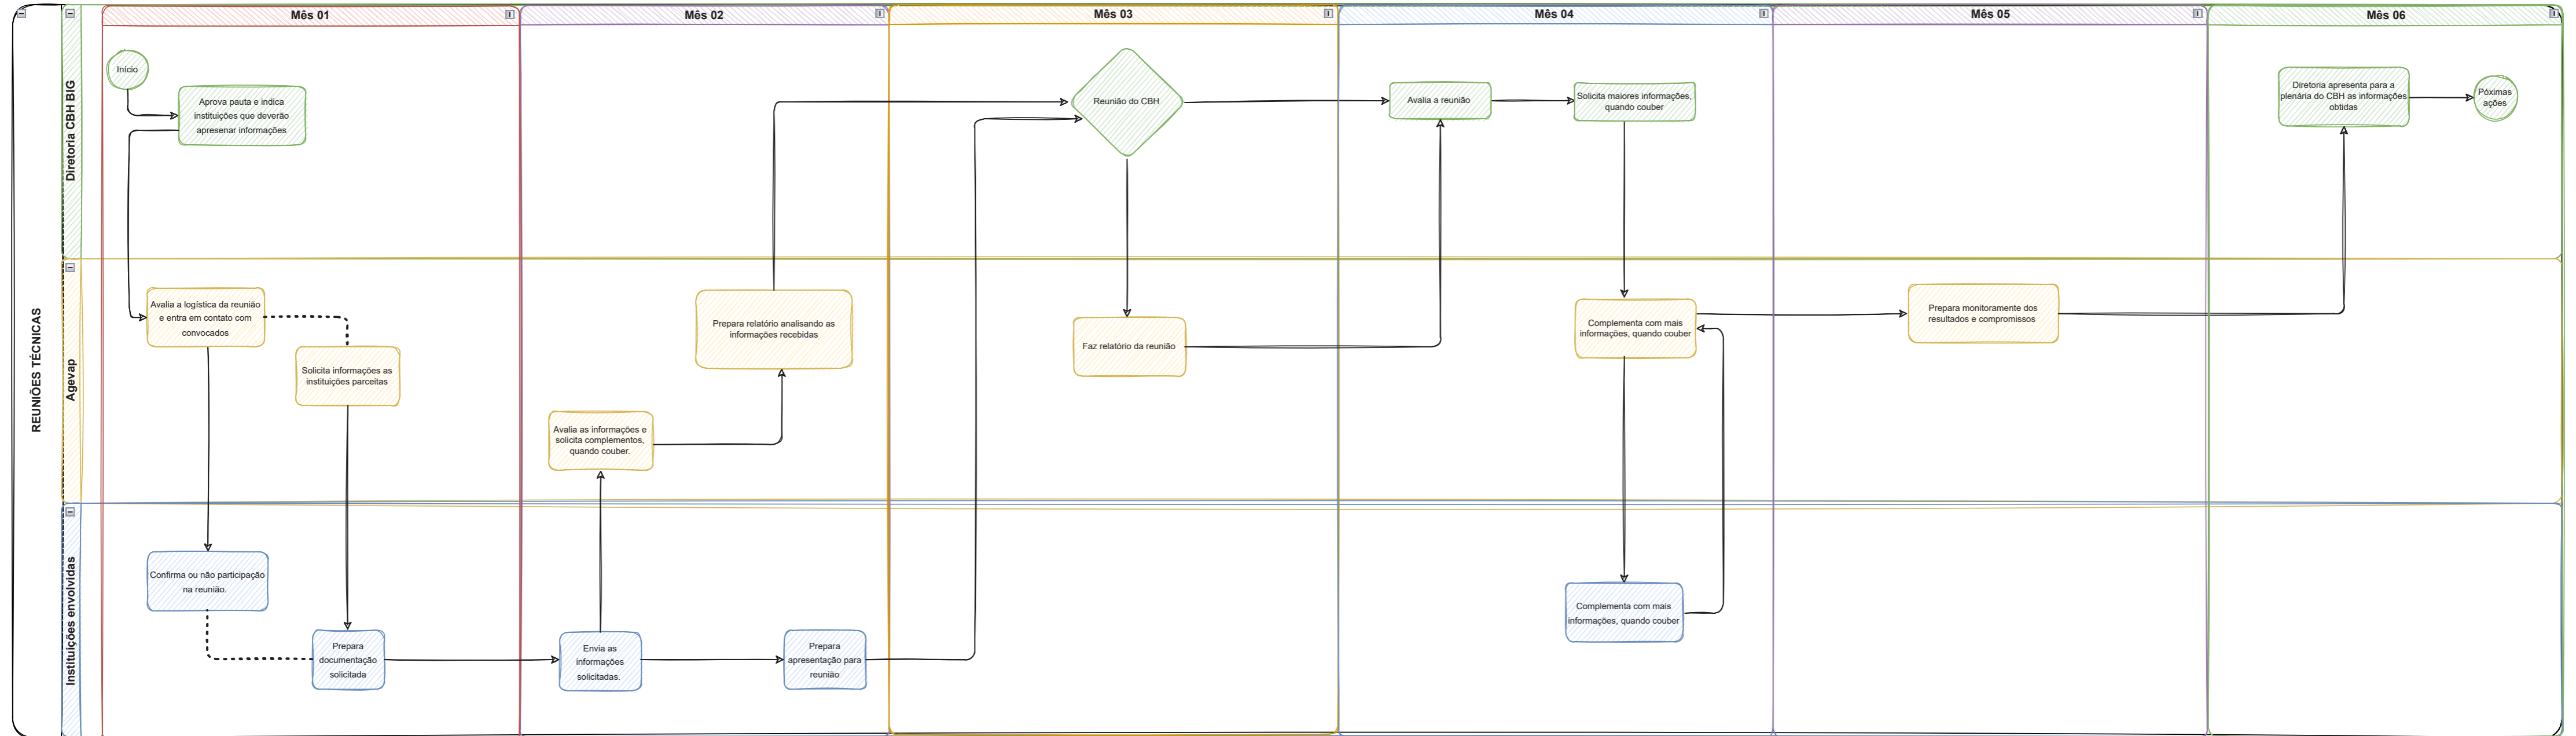 REUNIÕES TÉCNICAS
Mês 01
Mês 02
Mês 03
Mês 04
Mês 05
Mês 06
Diretoria CBH BIG
Início
Aprova pauta e indica
instituições que deverão
apresenar informações
Reunião do CBH
Avalia a reunião
Solicita maiores informações,
quando couber
Diretoria apresenta para a
plenária do CBH as informações
obtidas
Póximas
ações
Agevap
Avalia a logística da reunião
e entra em contato com
convocados
Solicita informações as
instituições parceitas
Avalia as informações e
solicita complementos,
quando couber.
Prepara relatório analisando as
informações recebidas
Faz relatório da reunião
Complementa com mais
informações, quando couber
Prepara monitoramente dos
resultados e compromissos
Instituições envolvidas
Confirma ou não participação
na reunião.
Prepara
documentação
solicitada
Envia as
informações
solicitadas.
Prepara
apresentação para
reunião
Complementa com mais
informações, quando couber